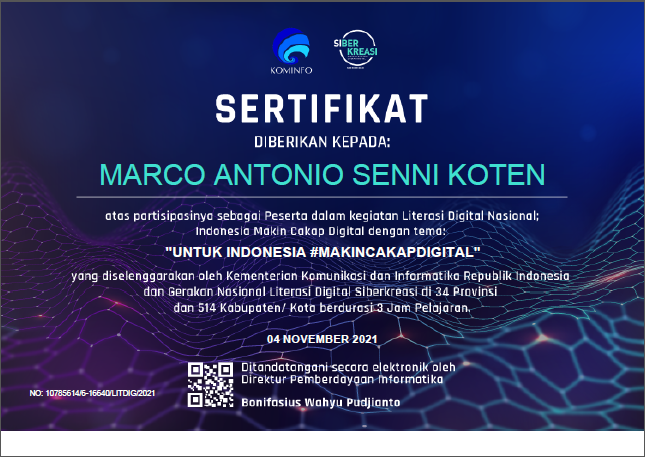 KOMINFO
SIBER
KREASI
SERTIFIKAT
DIBERIKAN KEPADA:
MARCO ANTONIO SENNI KOTEN
atas partisipasinya sebagai Peserta dalam kegiatan Literasi Digital Nasional;
Indonesia Makin Cakap Digital dengan tema:
"UNTUK INDONESIA #MAKINCAKAPDIGITAL"
yang diselenggarakan oleh Kementerian Komunikasi dan Informatika Republik Indonesia
dan Gerakan Nasional Literasi Digital Siberkreasi di 34 Provinsi
dan 514 Kabupaten/ Kota berdurasi 3 Jam Pelajaran.
04 NOVEMBER 2021
Ditandatangani secara elektronik oleh
Direktur Pemberdayaan Informatika
NO: 10785614/6-16640/LITDIG/2021
Bonifasius Wahyu Pudjianto